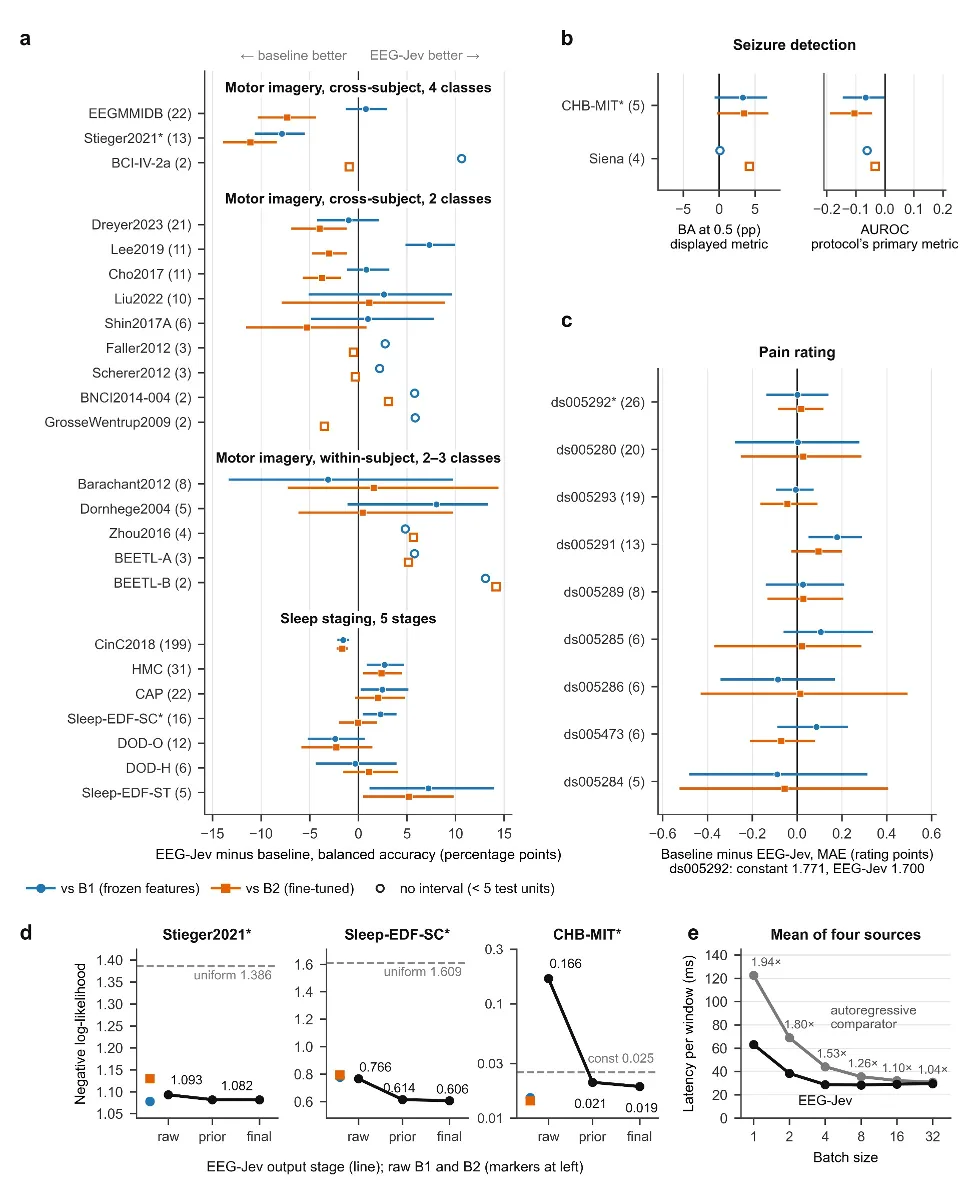 a
← baseline better EEG-Jev better →
Motor imagery, cross-subject, 4 classes
EEGMMIDB (22)
Stieger2021* (13)
BCI-IV-2a (2)
Motor imagery, cross-subject, 2 classes
Dreyer2023 (21)
Lee2019 (11)
Cho2017 (11)
Liu2022 (10)
Shin2017A (6)
Faller2012 (3)
Scherer2012 (3)
BNCI2014-004 (2)
GrosseWentrup2009 (2)
Motor imagery, within-subject, 2–3 classes
Barachant2012 (8)
Dornhege2004 (5)
Zhou2016 (4)
BEETL-A (3)
BEETL-B (2)
Sleep staging, 5 stages
CinC2018 (199)
HMC (31)
CAP (22)
Sleep-EDF-SC* (16)
DOD-O (12)
DOD-H (6)
Sleep-EDF-ST (5)
−15 −10 −5 0 5 10 15
EEG-Jev minus baseline, balanced accuracy (percentage points)
vs B1 (frozen features) vs B2 (fine-tuned) no interval (< 5 test units)
b
Seizure detection
CHB-MIT* (5)
Siena (4)
−5 0 5
BA at 0.5 (pp)
displayed metric
−0.2 −0.1 0.0 0.1 0.2
AUROC
protocol's primary metric
c
Pain rating
ds005292* (26)
ds005280 (20)
ds005293 (19)
ds005291 (13)
ds005289 (8)
ds005285 (6)
ds005286 (6)
ds005473 (6)
ds005284 (5)
−0.6 −0.4 −0.2 0.0 0.2 0.4 0.6
Baseline minus EEG-Jev, MAE (rating points)
ds005292: constant 1.771, EEG-Jev 1.700
d
Stieger2021*
Negative log-likelihood
1.40
1.35
1.30
1.25
1.20
1.15
1.10
1.05
uniform 1.386
1.093
1.082
raw prior final
Sleep-EDF-SC*
1.6
1.4
1.2
1.0
0.8
0.6
uniform 1.609
0.766
0.614
0.606
raw prior final
CHB-MIT*
0.3
0.1
0.03
0.01
0.166
const 0.025
0.021
0.019
raw prior final
EEG-Jev output stage (line); raw B1 and B2 (markers at left)
e
Mean of four sources
Latency per window (ms)
140
120
100
80
60
40
20
0
1.94×
1.80×
1.53×
1.26×
1.10×
1.04×
autoregressive
comparator
EEG-Jev
1 2 4 8 16 32
Batch size